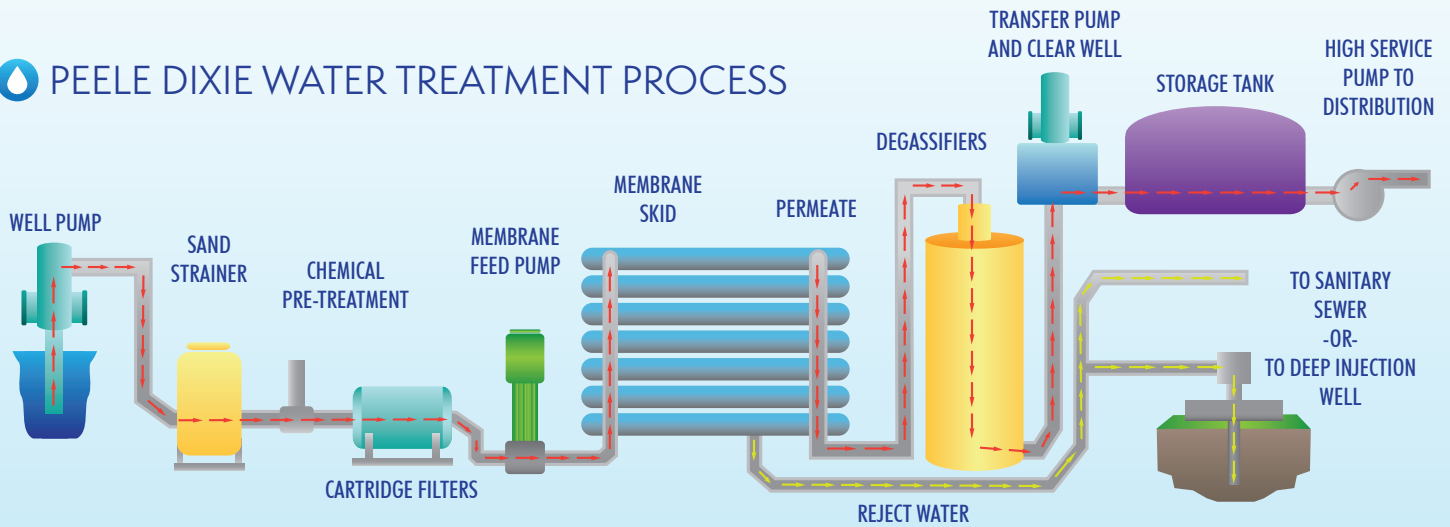 PEELE DIXIE WATER TREATMENT PROCESS
WELL PUMP
SAND
STRAINER
CHEMICAL
PRE-TREATMENT
CARTRIDGE FILTERS
MEMBRANE
FEED PUMP
MEMBRANE
SKID
PERMEATE
DEGASSIFIERS
TRANSFER PUMP
AND CLEAR WELL
STORAGE TANK
HIGH SERVICE
PUMP TO
DISTRIBUTION
TO SANITARY
SEWER
-OR-
TO DEEP INJECTION
WELL
REJECT WATER